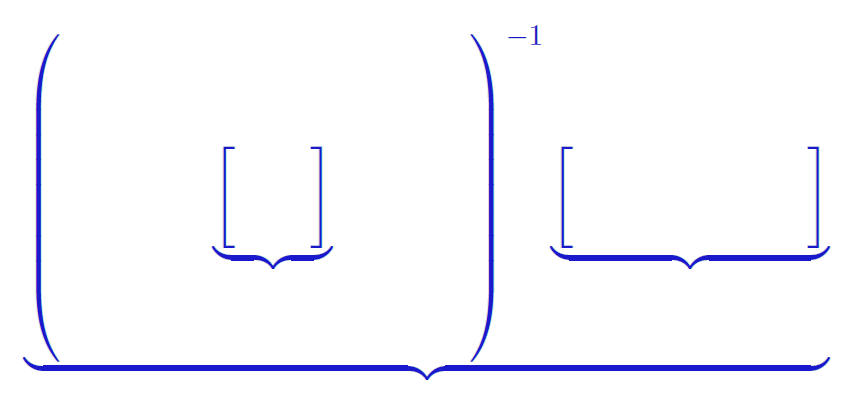 ( [ ] )^{-1} [ ]